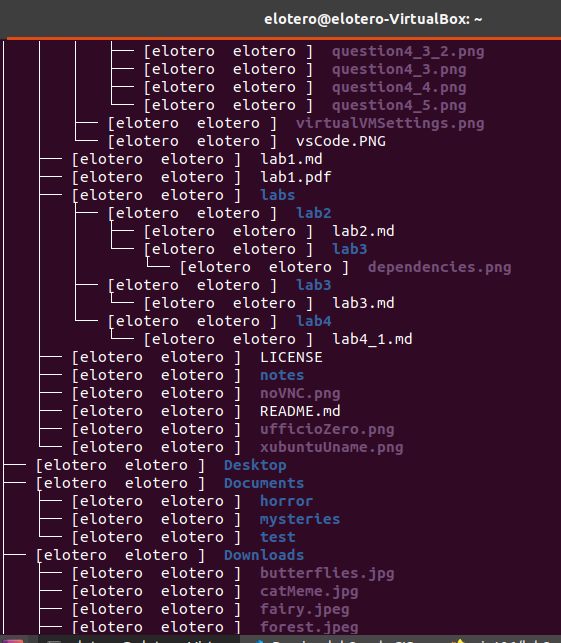 elotero@elotero-VirtualBox: ~
[elotero elotero ] question4_3_2.png
[elotero elotero ] question4_3.png
[elotero elotero ] question4_4.png
[elotero elotero ] question4_5.png
[elotero elotero ] virtualVMSettings.png
[elotero elotero ] vsCode.PNG
[elotero elotero ] lab1.md
[elotero elotero ] lab1.pdf
[elotero elotero ] labs
[elotero elotero ] lab2
[elotero elotero ] lab2.md
[elotero elotero ] lab3
[elotero elotero ] dependencies.png
[elotero elotero ] lab3
[elotero elotero ] lab3.md
[elotero elotero ] lab4
[elotero elotero ] lab4_1.md
[elotero elotero ] LICENSE
[elotero elotero ] notes
[elotero elotero ] noVNC.png
[elotero elotero ] README.md
[elotero elotero ] ufficioZero.png
[elotero elotero ] xubuntuUname.png
[elotero elotero ] Desktop
[elotero elotero ] Documents
[elotero elotero ] horror
[elotero elotero ] mysteries
[elotero elotero ] test
[elotero elotero ] Downloads
[elotero elotero ] butterflies.jpg
[elotero elotero ] catMeme.jpg
[elotero elotero ] fairy.jpeg
[elotero elotero ] forest.jpeg